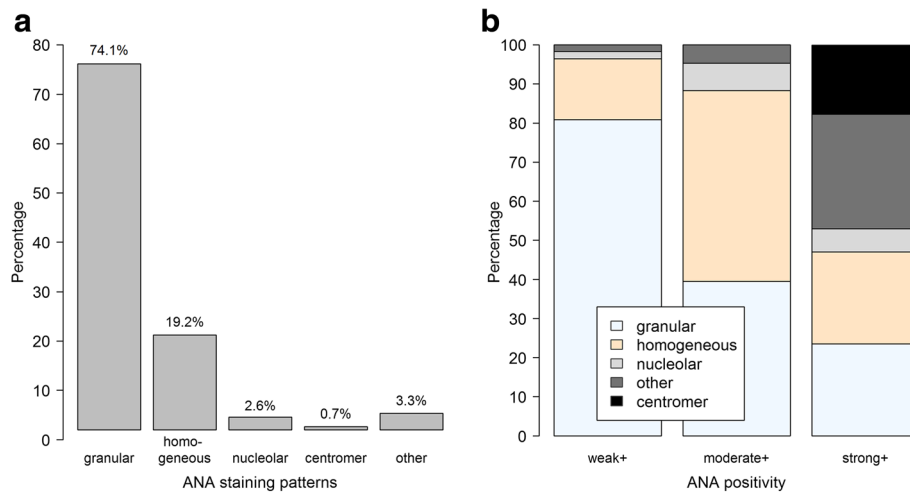 a
80
70
60
50
40
30
20
10
0
Percentage
74.1%
19.2%
2.6%
0.7%
3.3%
granular
homo-
geneous
nucleolar
centromer
other
ANA staining patterns
b
100
90
80
70
60
50
40
30
20
10
0
Percentage
granular
homogeneous
nucleolar
other
centromer
weak+
moderate+
strong+
ANA positivity